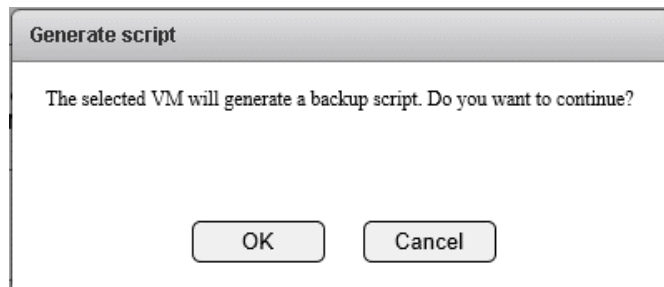 Generate script
The selected VM will generate a backup script. Do you want to continue?
OK
Cancel